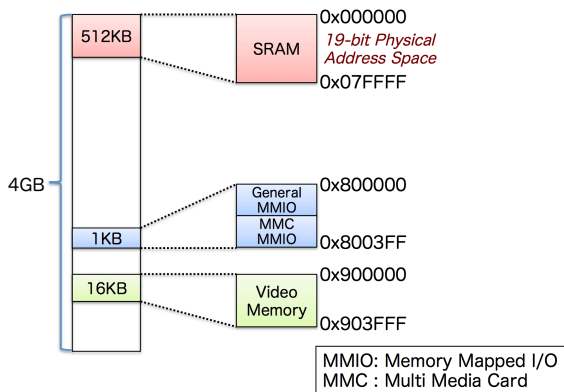 512KB
SRAM
0x000000
19-bit Physical
Address Space
0x07FFFF
4GB
1KB
General
MMIO
MMC
MMIO
0x800000
0x8003FF
16KB
Video
Memory
0x900000
0x903FFF
MMIO: Memory Mapped I/O
MMC : Multi Media Card